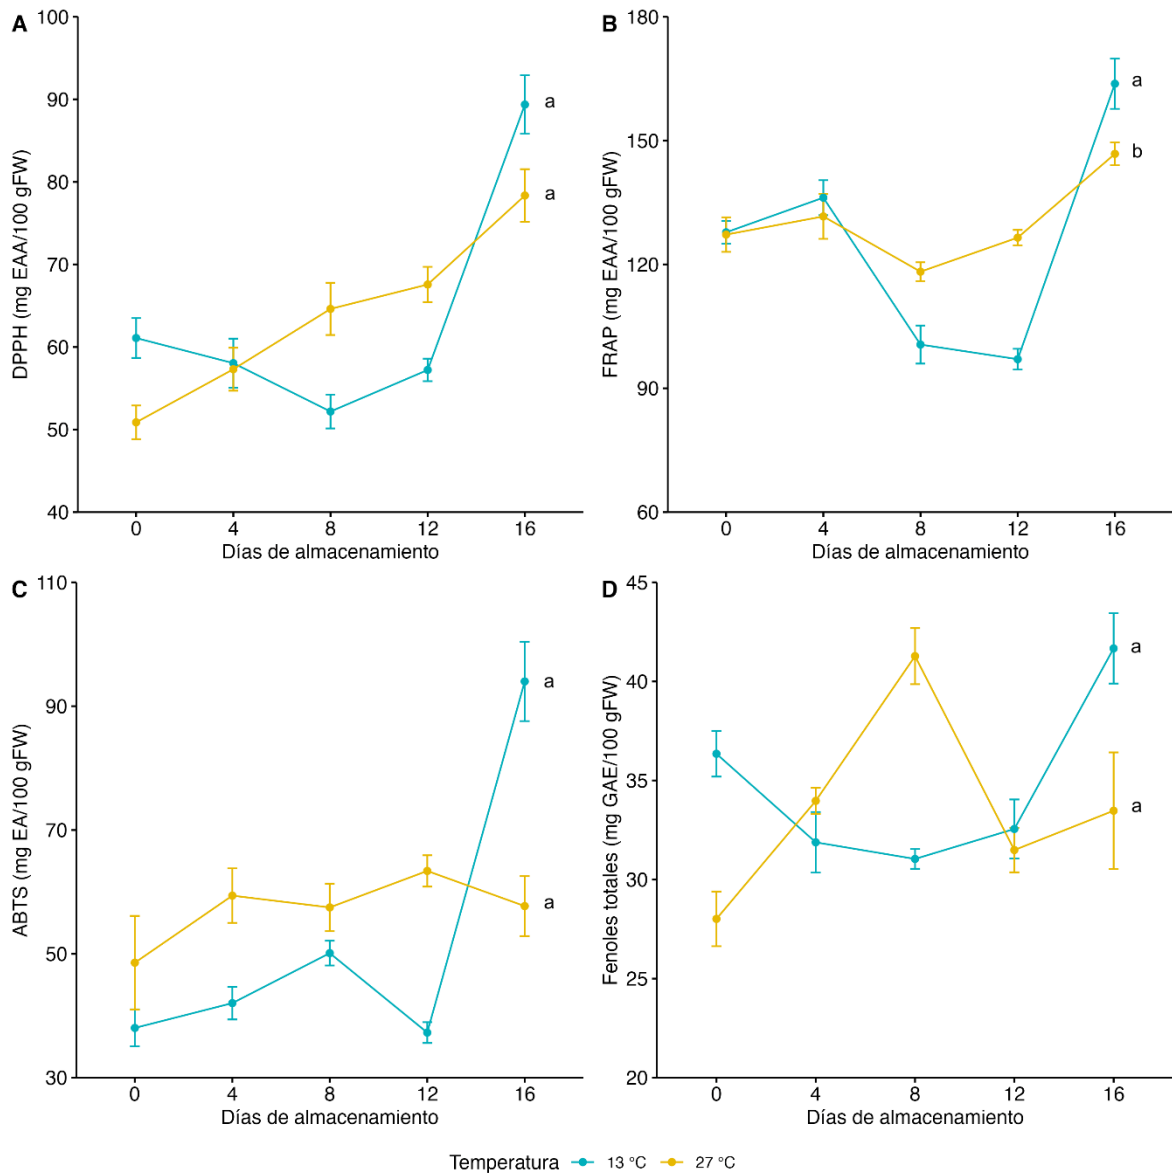 A
DPPH (mg EAA/100 gFW)
100
90
80
70
60
50
40
a
a
0 4 8 12 16
Días de almacenamiento
B
FRAP (mg EAA/100 gFW)
180
150
120
90
60
a
b
0 4 8 12 16
Días de almacenamiento
C
ABTS (mg EA/100 gFW)
110
90
70
50
30
a
a
0 4 8 12 16
Días de almacenamiento
D
Fenoles totales (mg GAE/100 gFW)
45
40
35
30
25
20
a
a
0 4 8 12 16
Días de almacenamiento
Temperatura 13 °C 27 °C